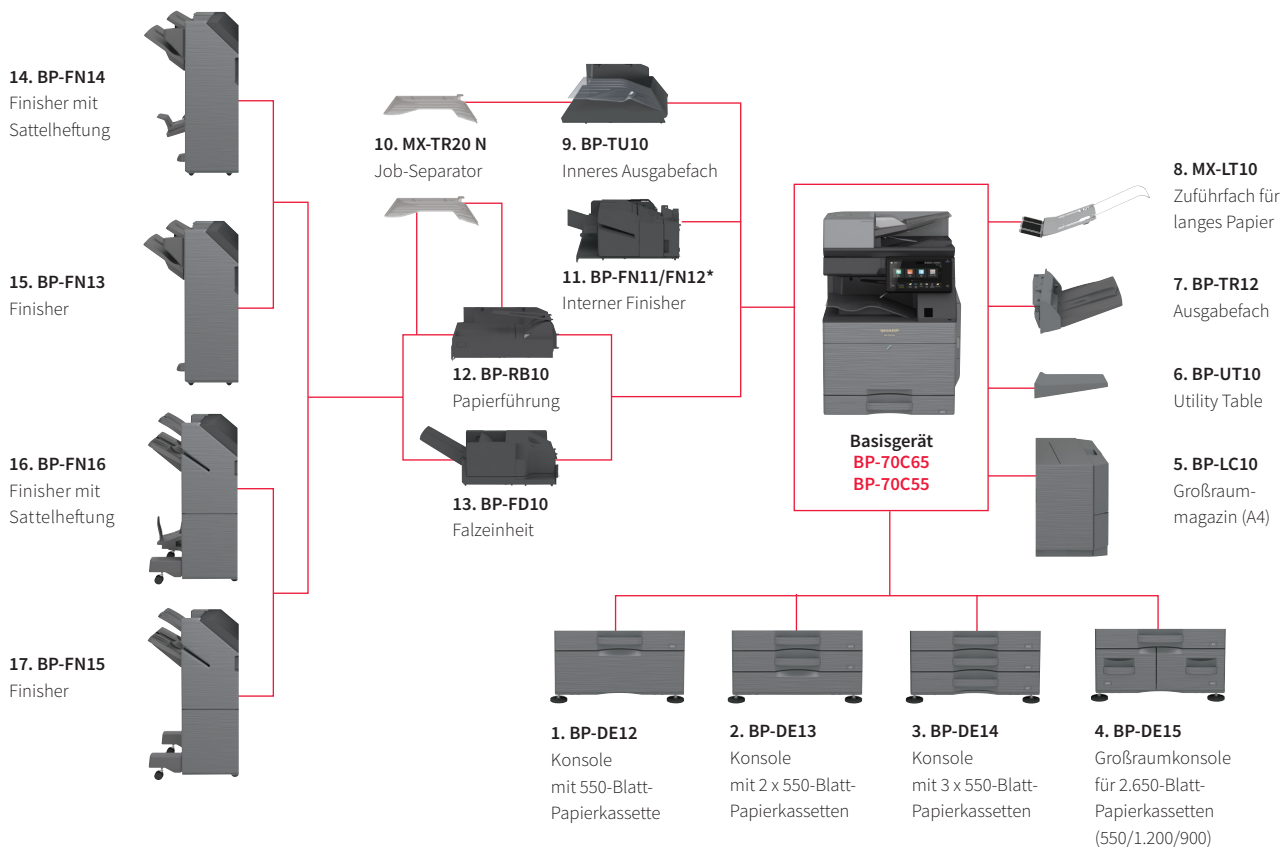 14. BP-FN14
Finisher mit
Sattelheftung
15. BP-FN13
Finisher
16. BP-FN16
Finisher mit
Sattelheftung
17. BP-FN15
Finisher
10. MX-TR20 N
Job-Separator
9. BP-TU10
Inneres Ausgabefach
11. BP-FN11/FN12*
Interner Finisher
12. BP-RB10
Papierführung
13. BP-FD10
Falzeinheit
Basisgerät
BP-70C65
BP-70C55
8. MX-LT10
Zuführfach für
langes Papier
7. BP-TR12
Ausgabefach
6. BP-UT10
Utility Table
5. BP-LC10
Großraum-
magazin (A4)
1. BP-DE12
Konsole
mit 550-Blatt-
Papierkassette
2. BP-DE13
Konsole
mit 2 x 550-Blatt-
Papierkassetten
3. BP-DE14
Konsole
mit 3 x 550-Blatt-
Papierkassetten
4. BP-DE15
Großraumkonsole
für 2.650-Blatt-
Papierkassetten
(550/1.200/900)